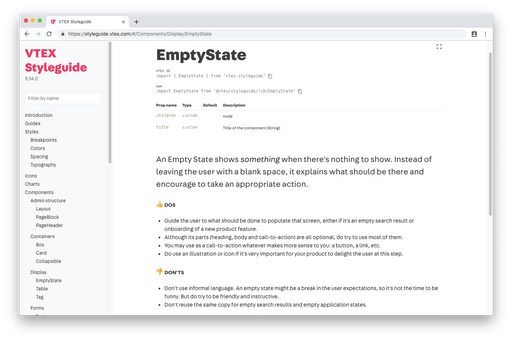 VTEX Styleguide
https://styleguide.vtex.com/#/Components/Display/EmptyState
VTEX
Styleguide
9.54.0
Filter by name
Introduction
Guides
Styles
Breakpoints
Colors
Spacing
Typography
Icons
Charts
Components
Admin structure
Layout
PageBlock
PageHeader
Containers
Box
Card
Collapsible
Display
EmptyState
Table
Tag
Forms
EmptyState
VTEX IO
import { EmptyState } from 'vtex.styleguide'
import EmptyState from '@vtex/styleguide/lib/EmptyState'
Prop name Type Default Description
children custom node
title custom Title of the component (String)
An Empty State shows something when there's nothing to show. Instead of
leaving the user with a blank space, it explains what should be there and
encourage to take an appropriate action.
👍 DOS
• Guide the user to what should be done to populate that screen, either if it's an empty search result or
onboarding of a new product feature.
• Although its parts (heading, body and call-to-action) are all optional, do try to use most of them.
• You may use as a call-to-action whatever makes more sense to you: a button, a link, etc.
• Do use an illustration or icon if it's very important for your product to delight the user at this step.
👎 DON'TS
• Don't use informal language. An empty state might be a break in the user expectations, so it's not the time to be
funny. But do try to be friendly and instructive.
• Don't reuse the same copy for empty search results and empty application states.